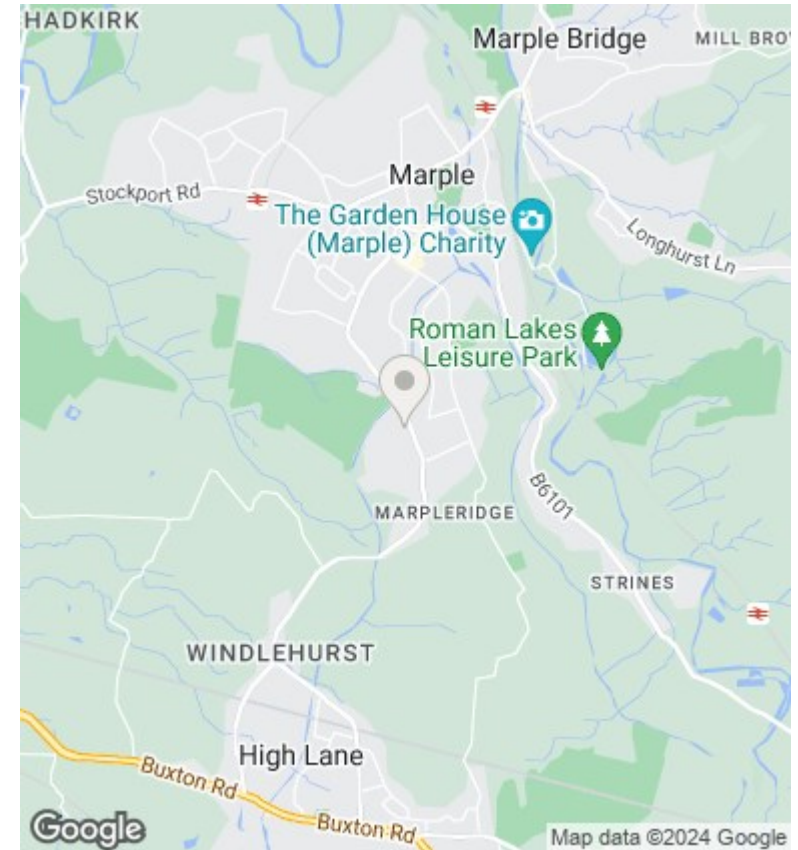 HADKIRK
Marple Bridge
MILL BRO
Marple
Stockport Rd
The Garden House
(Marple) Charity
Longhurst Ln
Roman Lakes
Leisure Park
B6101
MARPLERIDGE
STRINES
WINDLEHURST
High Lane
Buxton Rd
Buxton Rd
Google
Map data ©2024 Google